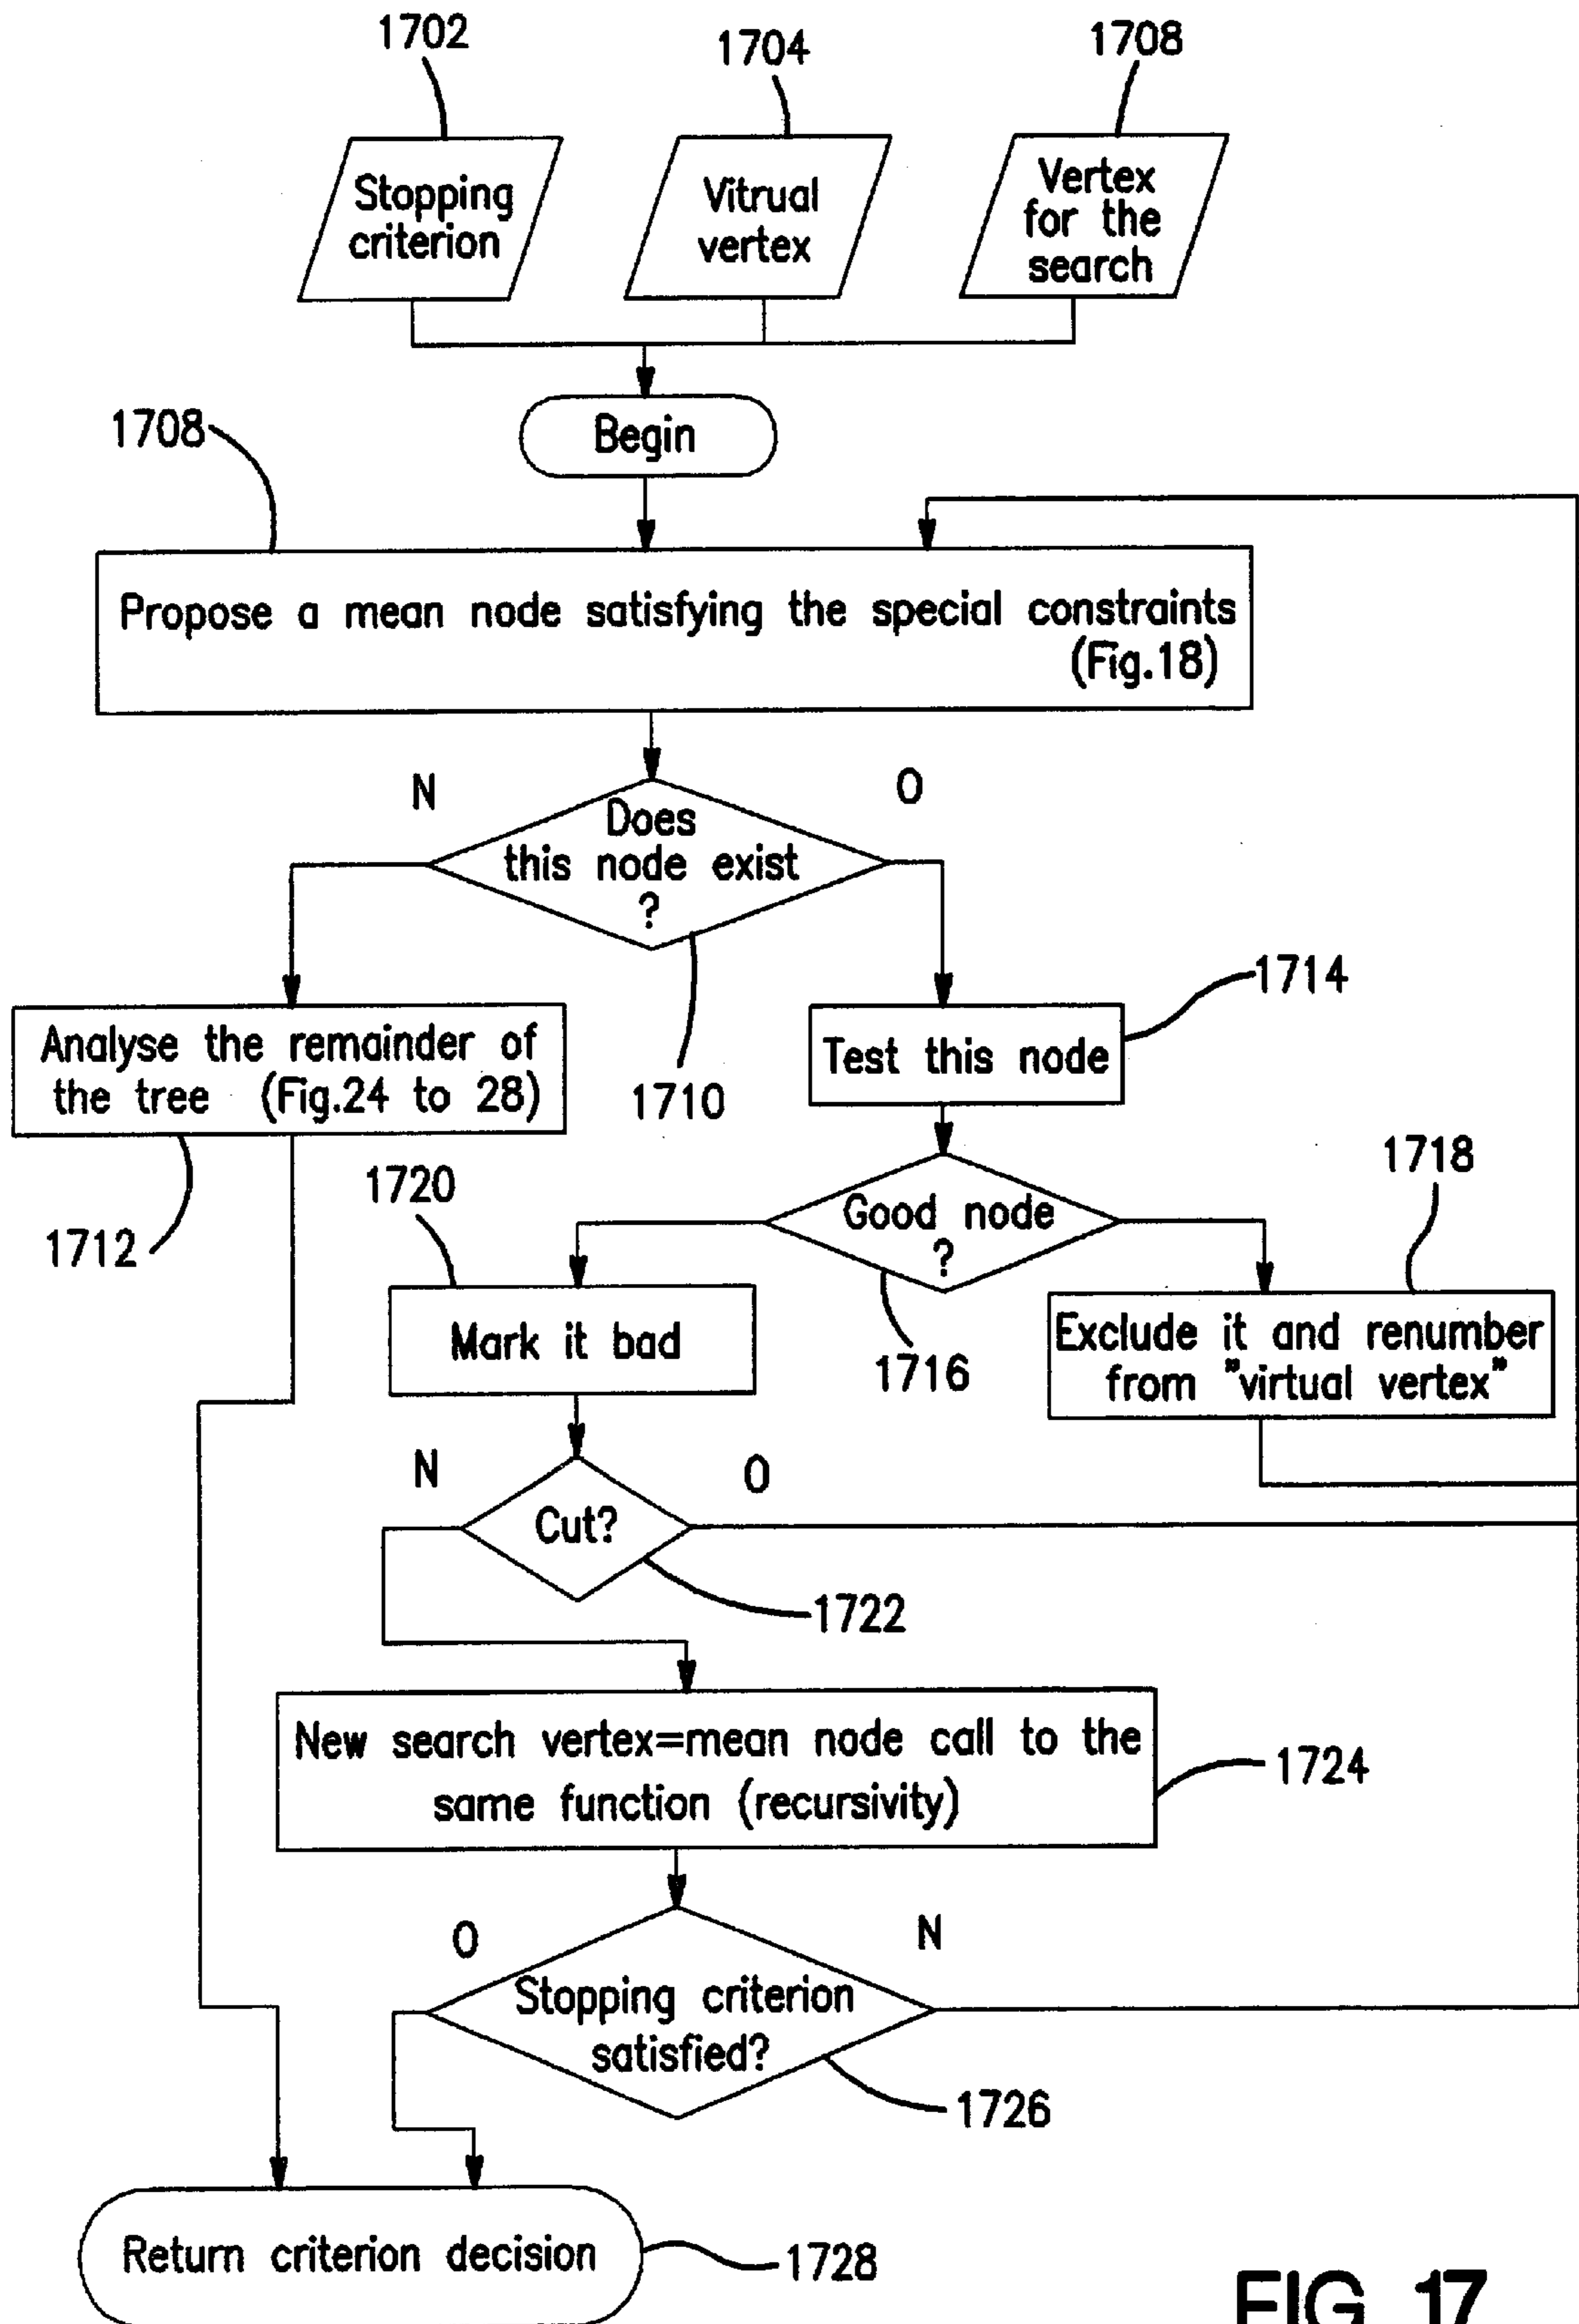 1702
1704
1708
Stopping
criterion
Vitrual
vertex
Vertex
for the
search
Begin
1708
Propose a mean node satisfying the special constraints
(Fig.18)
N
O
Does
this node exist
?
1710
Analyse the remainder of
the tree (Fig.24 to 28)
1712
Test this node
1714
Good node
?
1716
1718
Exclude it and renumber
from "virtual vertex"
1720
Mark it bad
N
O
Cut?
1722
New search vertex=mean node call to the
same function (recursivity)
1724
O
N
Stopping criterion
satisfied?
1726
Return criterion decision
1728
FIG. 17